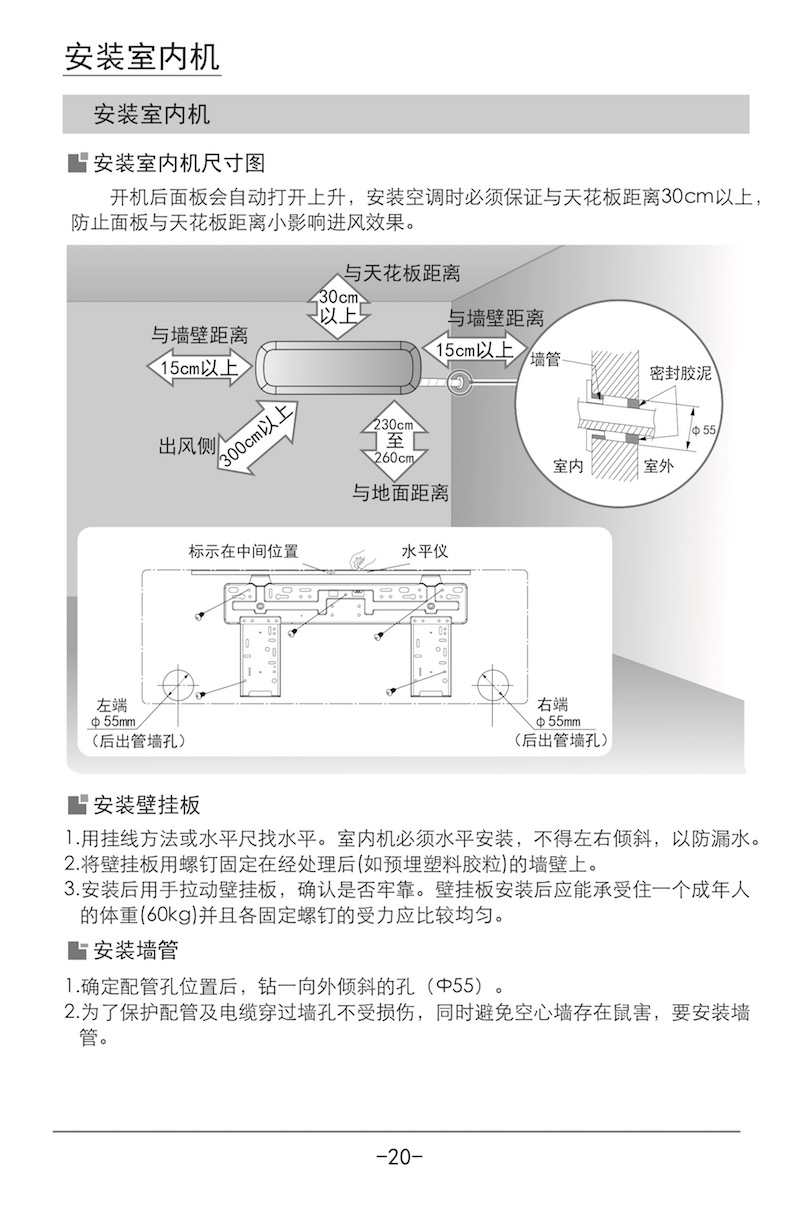 安装室内机
安装室内机
安装室内机尺寸图
开机后面板会自动打开上升，安装空调时必须保证与天花板距离30cm以上，
防止面板与天花板距离小影响进风效果。
与天花板距离
30cm
以上
与墙壁距离
15cm以上
与墙壁距离
15cm以上
出风侧
300cm以上
230cm
至
260cm
与地面距离
墙管
密封胶泥
φ55
室内
室外
标示在中间位置
水平仪
左端
φ55mm
（后出管墙孔）
右端
φ55mm
（后出管墙孔）
安装壁挂板
1.用挂线方法或水平尺找水平。室内机必须水平安装，不得左右倾斜，以防漏水。
2.将壁挂板用螺钉固定在经处理后(如预埋塑料胶粒)的墙壁上。
3.安装后用手拉动壁挂板，确认是否牢靠。壁挂板安装后应能承受住一个成年人
的体重(60kg)并且各固定螺钉的受力应比较均匀。
安装墙管
1.确定配管孔位置后，钻一向外倾斜的孔（Φ55）。
2.为了保护配管及电缆穿过墙孔不受损伤，同时避免空心墙存在鼠害，要安装墙
管。
-20-